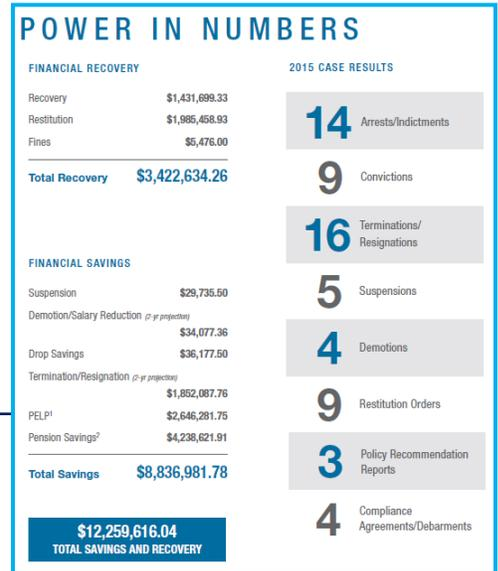 POWER IN NUMBERS
FINANCIAL RECOVERY
Recovery $1,431,699.33
Restitution $1,985,458.93
Fines $5,476.00
Total Recovery $3,422,634.26
FINANCIAL SAVINGS
Suspension $29,735.50
Demotion/Salary Reduction (2-yr projection)
$34,077.36
Drop Savings $36,177.50
Termination/Resignation (2-yr projection)
$1,852,087.76
PELP¹ $2,646,281.75
Pension Savings² $4,238,621.91
Total Savings $8,836,981.78
$12,259,616.04
TOTAL SAVINGS AND RECOVERY
2015 CASE RESULTS
14 Arrests/Indictments
9 Convictions
16 Terminations/
Resignations
5 Suspensions
4 Demotions
9 Restitution Orders
3 Policy Recommendation
Reports
4 Compliance
Agreements/Debarments